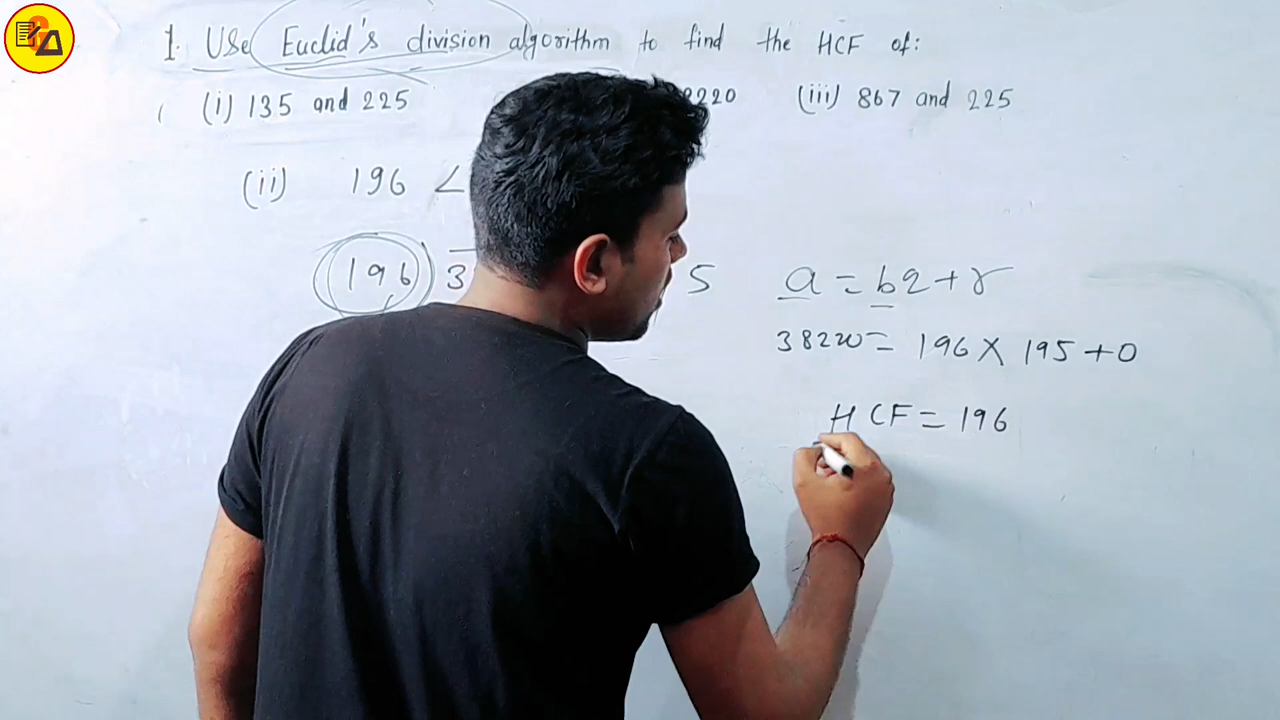 1. Use Euclid's division algorithm to find the HCF of:
(i) 135 and 225 8220 (iii) 867 and 225
(ii) 196 <
196) 3 5 a = bq + r
38220 = 196 × 195 + 0
HCF = 196